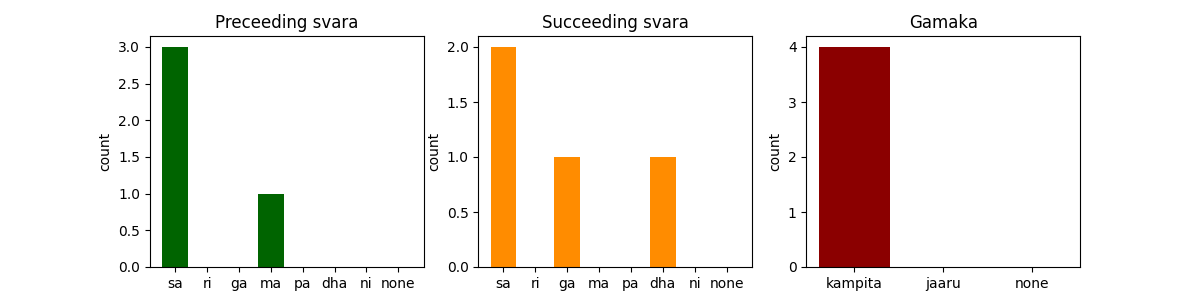 Preceeding svara
count
3.0
2.5
2.0
1.5
1.0
0.5
0.0
sa ri ga ma pa dha ni none
Succeeding svara
count
2.0
1.5
1.0
0.5
0.0
sa ri ga ma pa dha ni none
Gamaka
count
4
3
2
1
0
kampita jaaru none